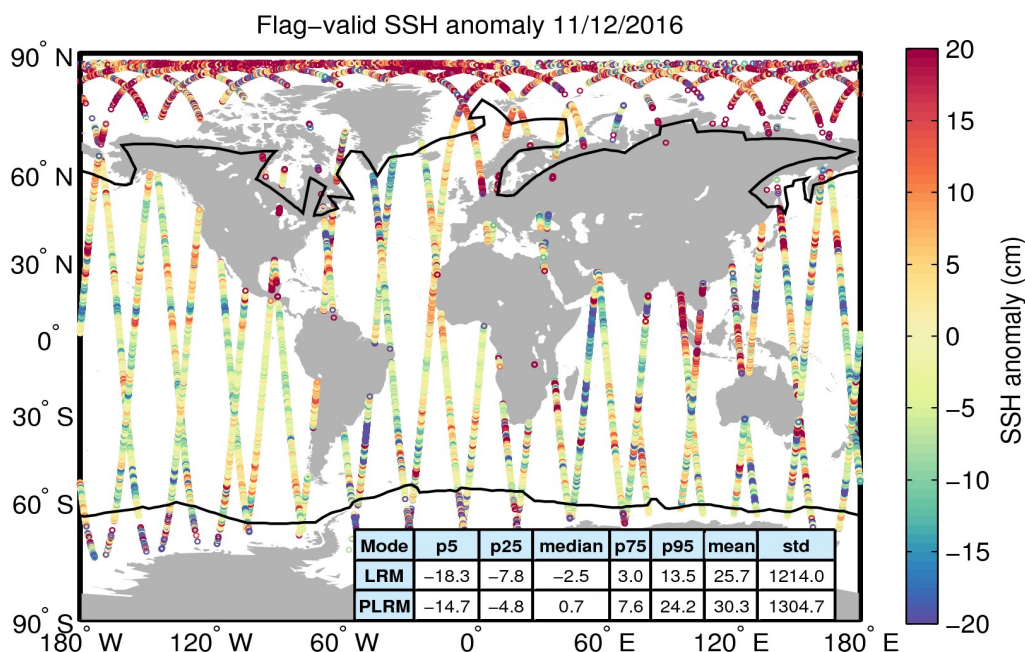 Flag−valid SSH anomaly 11/12/2016
90° N
60° N
30° N
0°
30° S
60° S
90° S
180° W
120° W
60° W
0°
60° E
120° E
180° E
Mode p5 p25 median p75 p95 mean std
LRM −18.3 −7.8 −2.5 3.0 13.5 25.7 1214.0
PLRM −14.7 −4.8 0.7 7.6 24.2 30.3 1304.7
20
15
10
5
0
−5
−10
−15
−20
SSH anomaly (cm)